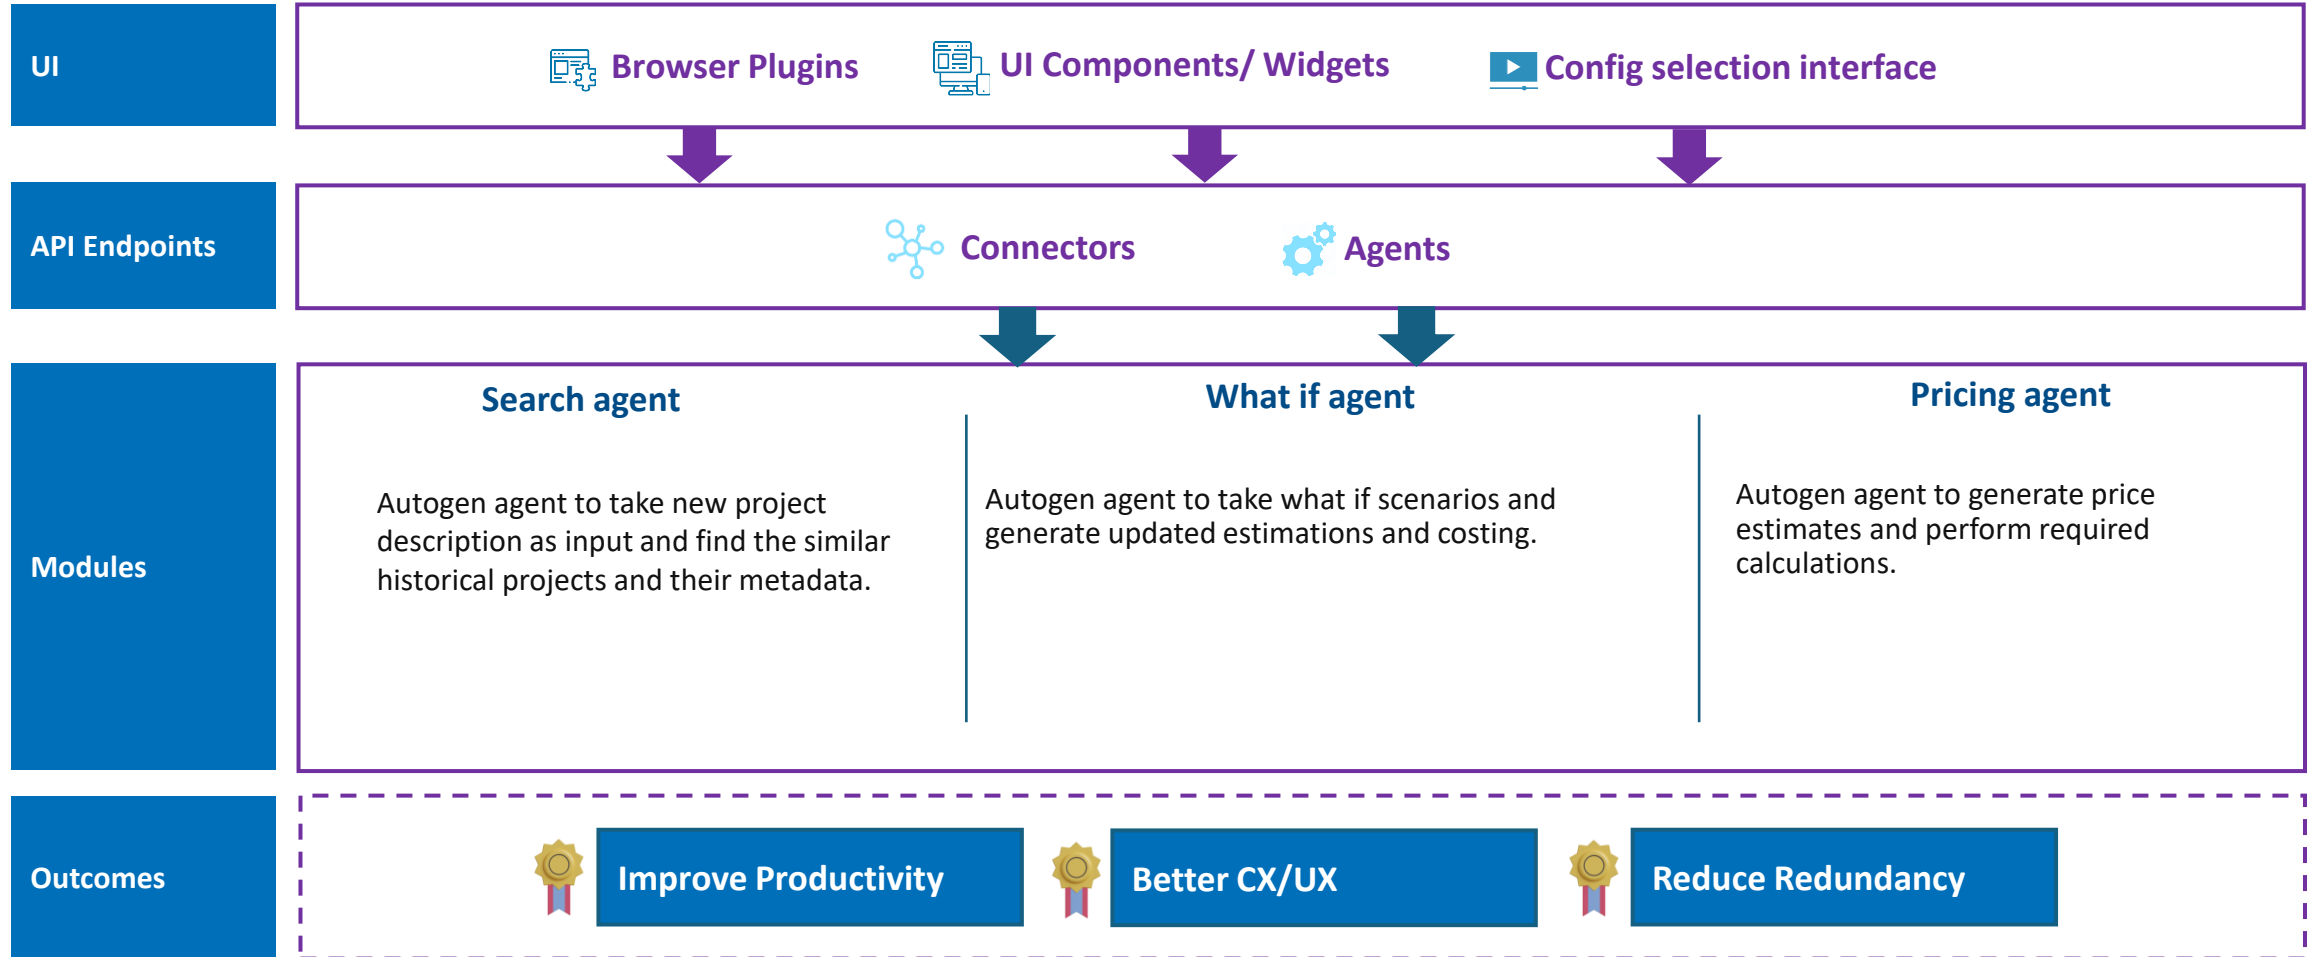 UI
Browser Plugins
UI Components/ Widgets
Config selection interface
API Endpoints
Connectors
Agents
Modules
Search agent
Autogen agent to take new project
description as input and find the similar
historical projects and their metadata.
What if agent
Autogen agent to take what if scenarios and
generate updated estimations and costing.
Pricing agent
Autogen agent to generate price
estimates and perform required
calculations.
Outcomes
Improve Productivity
Better CX/UX
Reduce Redundancy